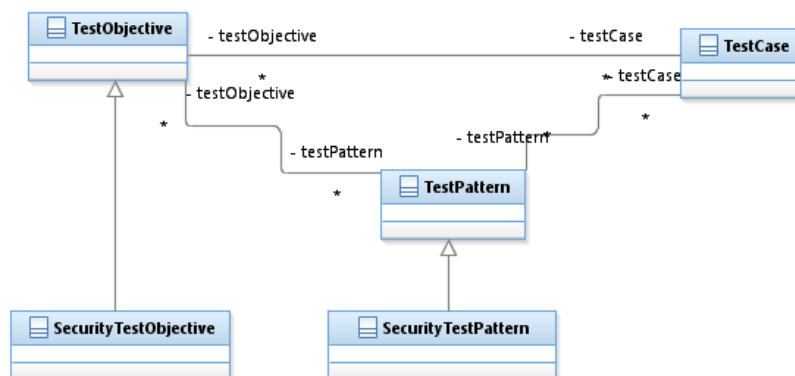 TestObjective
- testObjective
- testCase
TestCase
*
*
- testCase
- testObjective
*
*
- testPattern
*
- testPattern
*
TestPattern
SecurityTestObjective
SecurityTestPattern